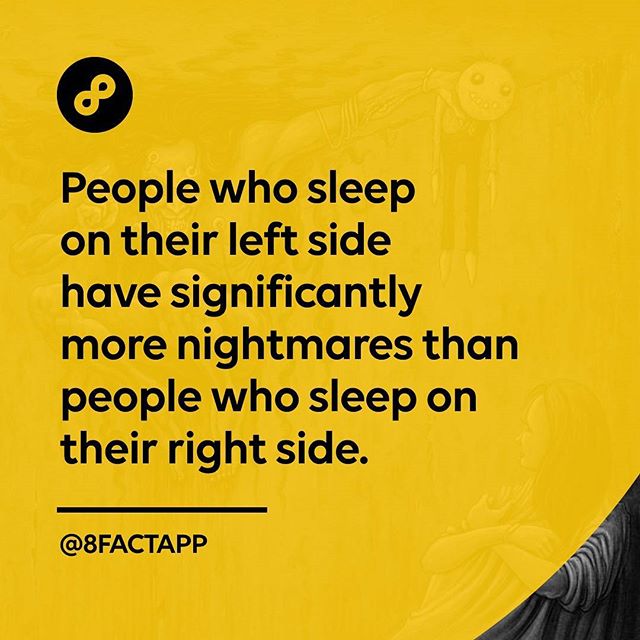 People who sleep
on their left side
have significantly
more nightmares than
people who sleep on
their right side.
@8FACTAPP